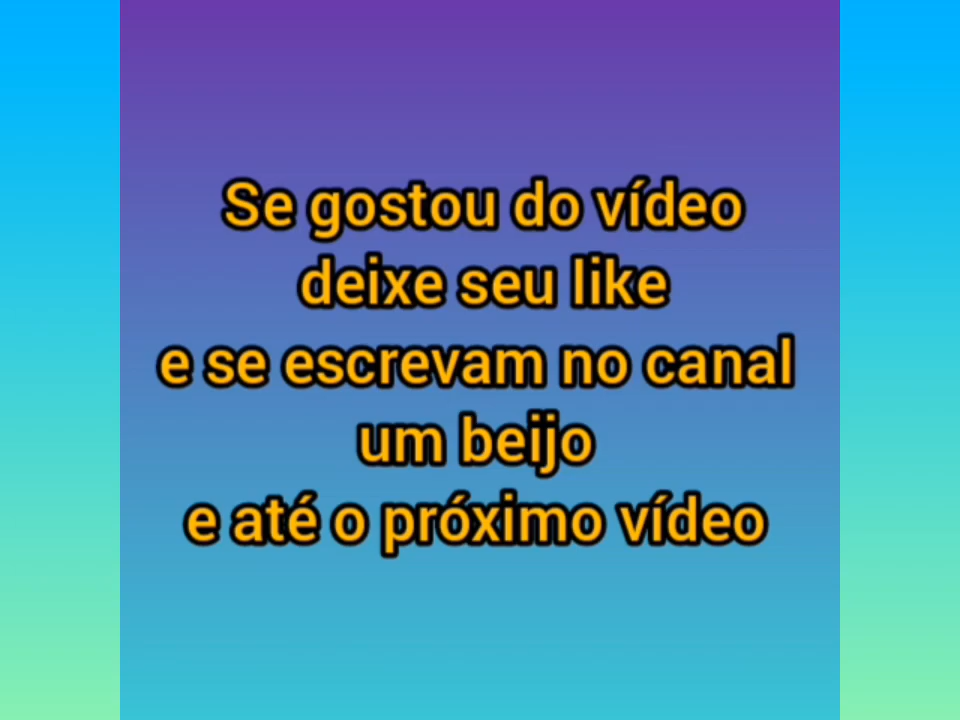 Se gostou do vídeo
deixe seu like
e se escrevam no canal
um beijo
e até o próximo vídeo